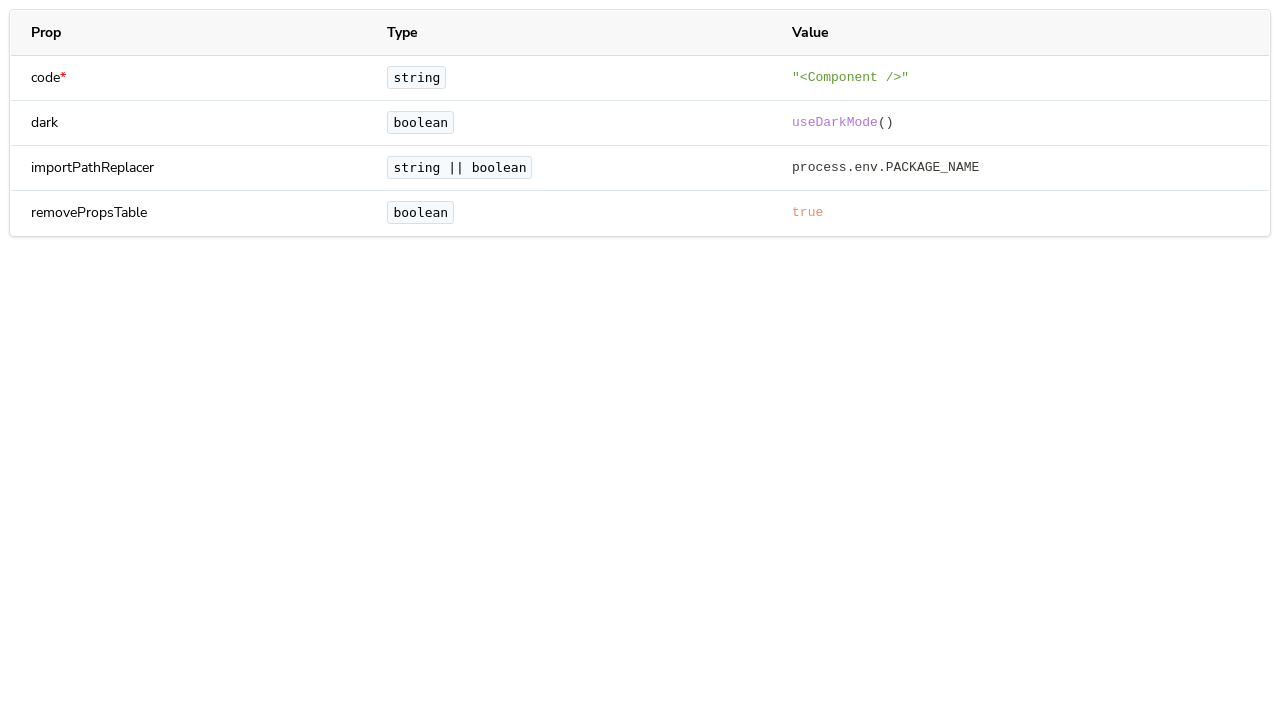 Prop Type Value
code* string "<Component />"
dark boolean useDarkMode()
importPathReplacer string || boolean process.env.PACKAGE_NAME
removePropsTable boolean true